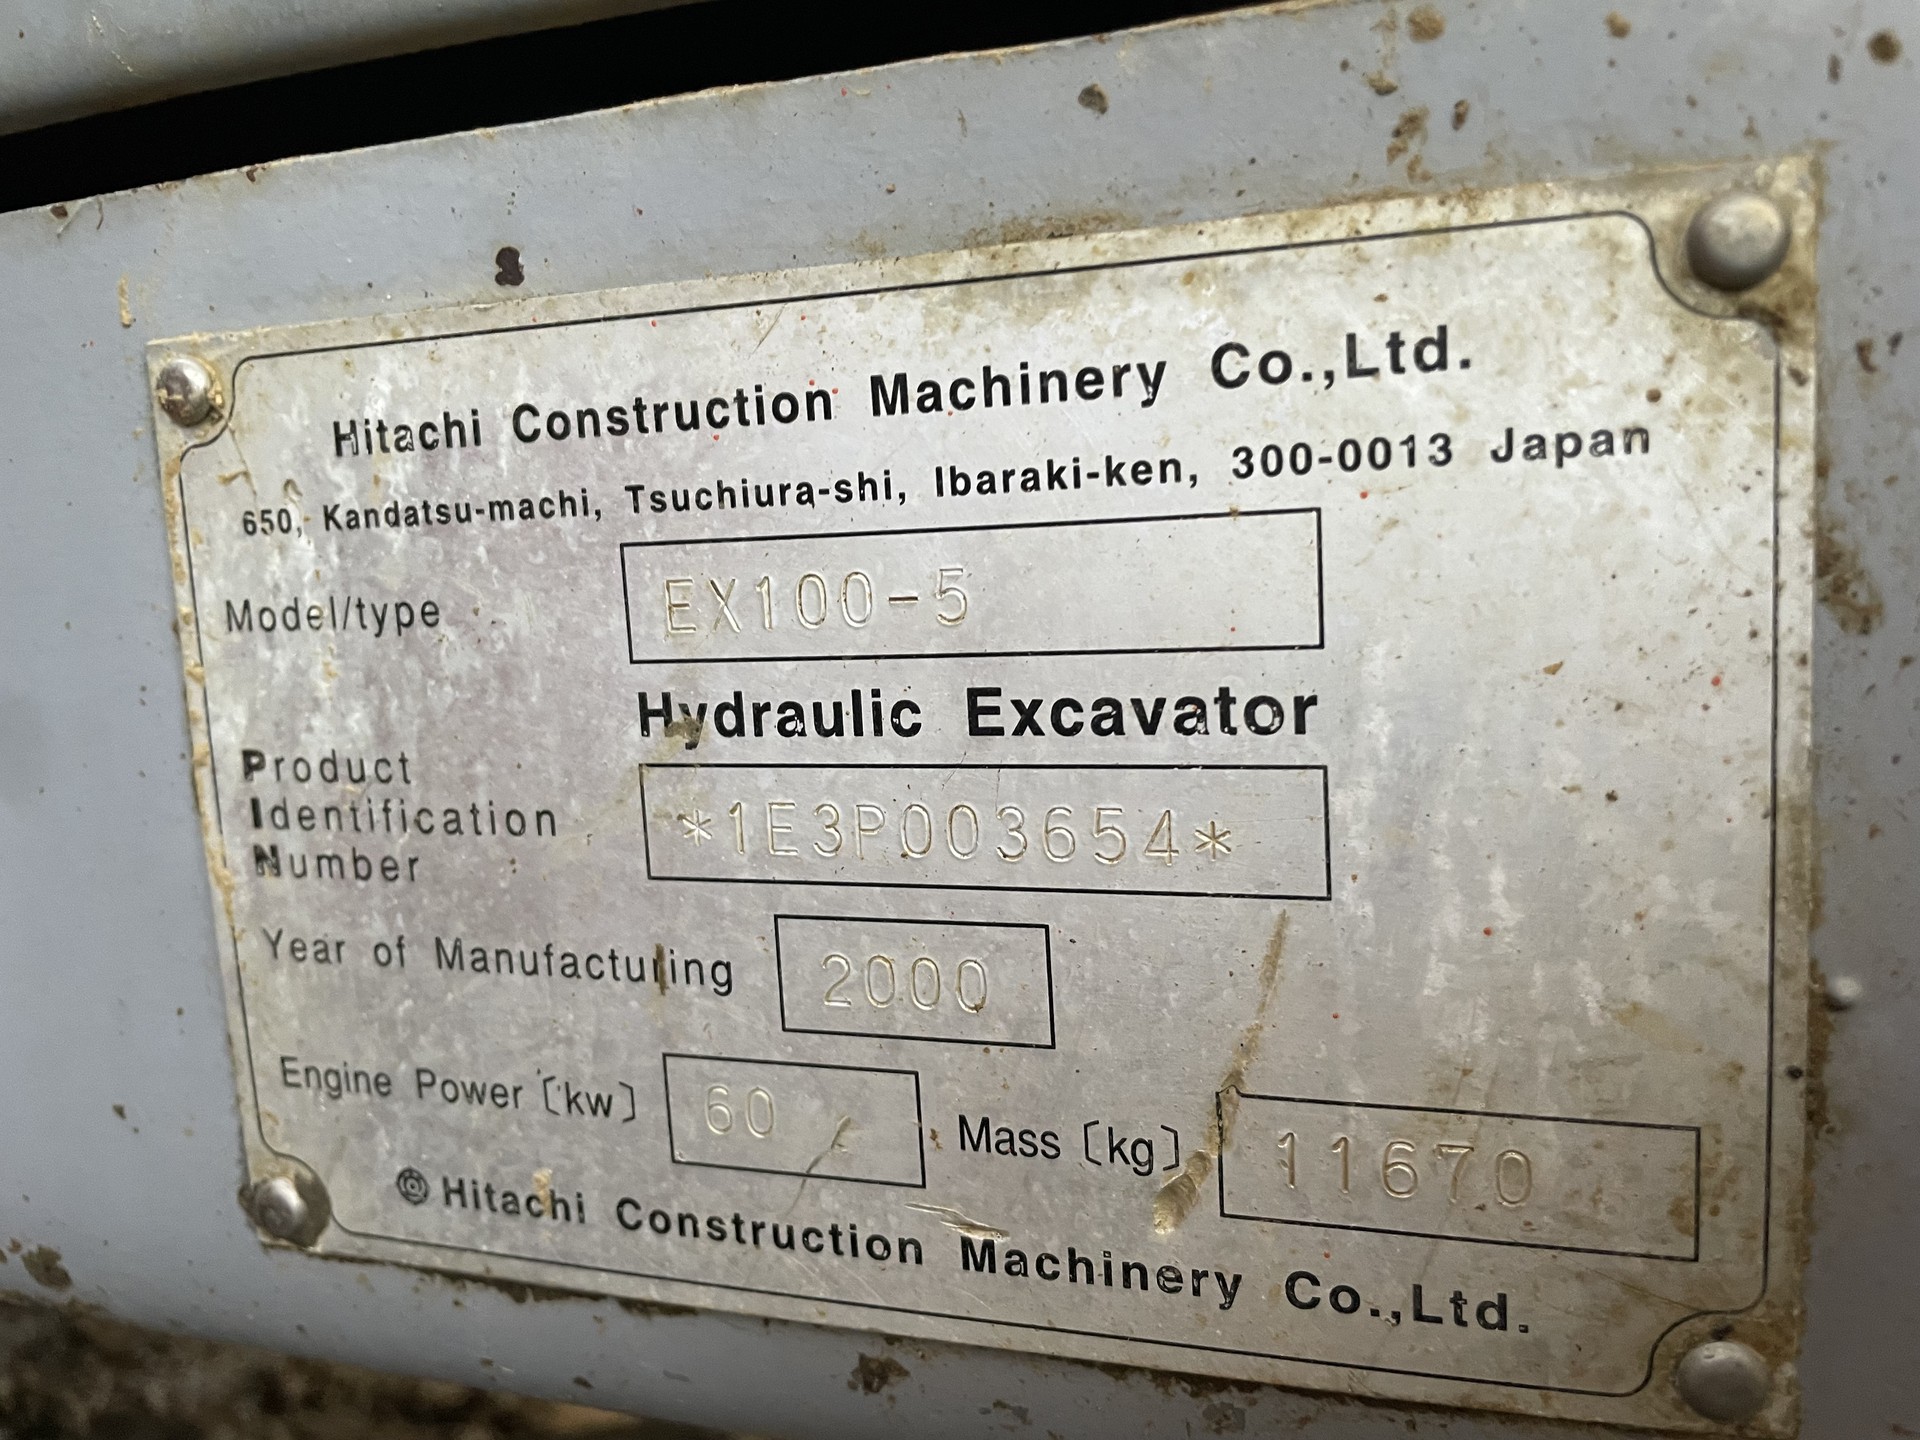 Hitachi Construction Machinery Co.,Ltd.
650, Kandatsu-machi, Tsuchiura-shi, Ibaraki-ken, 300-0013 Japan
Model/type EX100-5
Hydraulic Excavator
Product
Identification
Number *1E3P003654*
Year of Manufacturing 2000
Engine Power〔kw〕 60 Mass〔kg〕 11670
©Hitachi Construction Machinery Co.,Ltd.